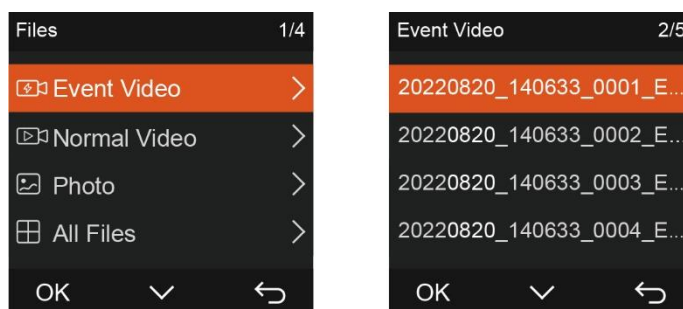 Files 1/4
Event Video
Normal Video
Photo
All Files
OK
Event Video 2/5
20220820_140633_0001_E...
20220820_140633_0002_E...
20220820_140633_0003_E...
20220820_140633_0004_E...
OK